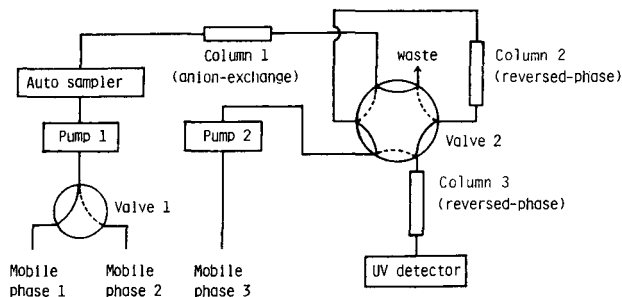 Column 1
(anion-exchange)
waste
Column 2
(reversed-phase)
Auto sampler
Pump 1
Pump 2
Valve 2
Column 3
(reversed-phase)
Valve 1
Mobile
phase 1
Mobile
phase 2
Mobile
phase 3
UV detector